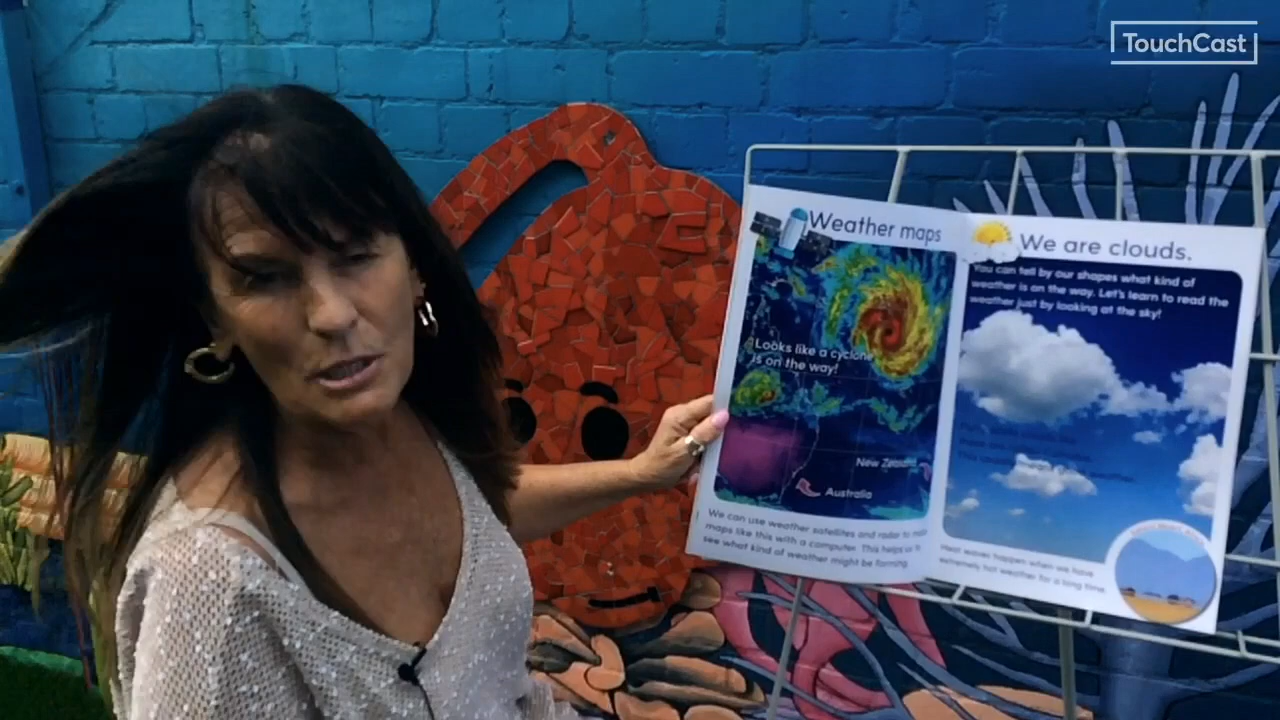 TouchCast
Weather maps
Looks like a cyclone
is on the way!
New Zealand
Australia
We can use weather satellites and radar to make
maps like this with a computer. This helps us to
see what kind of weather might be forming.
We are clouds.
You can tell by our shapes what kind of
weather is on the way. Let's learn to read the
weather just by looking at the sky!
Heat waves happen when we have
extremely hot weather for a long time.